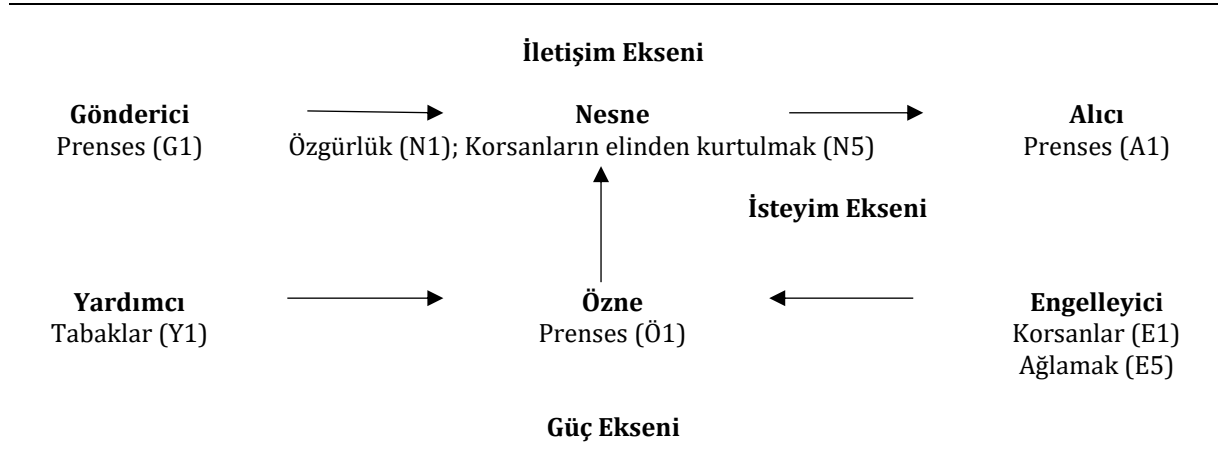 İletişim Ekseni
Gönderici Nesne Alıcı
Prenses (G1) Özgürlük (N1); Korsanların elinden kurtulmak (N5) Prenses (A1)
İsteyim Ekseni
Yardımcı Özne Engelleyici
Tabaklar (Y1) Prenses (Ö1) Korsanlar (E1)
Ağlamak (E5)
Güç Ekseni